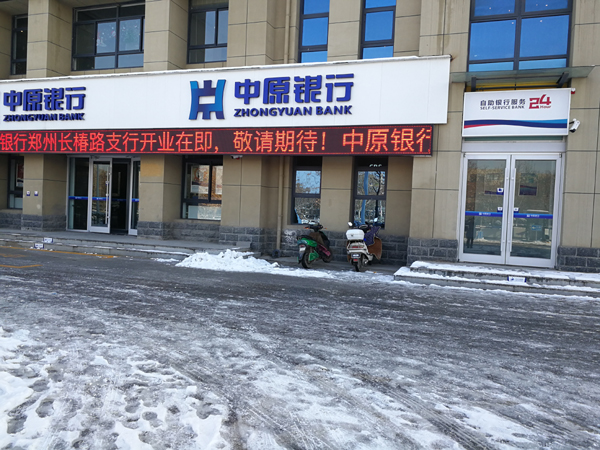 中原银行
ZHONGYUAN BANK
中原银行
ZHONGYUAN BANK
自助银行服务 24 Hour
SELF-SERVICE BANK
银行郑州长椿路支行开业在即，敬请期待！中原银行